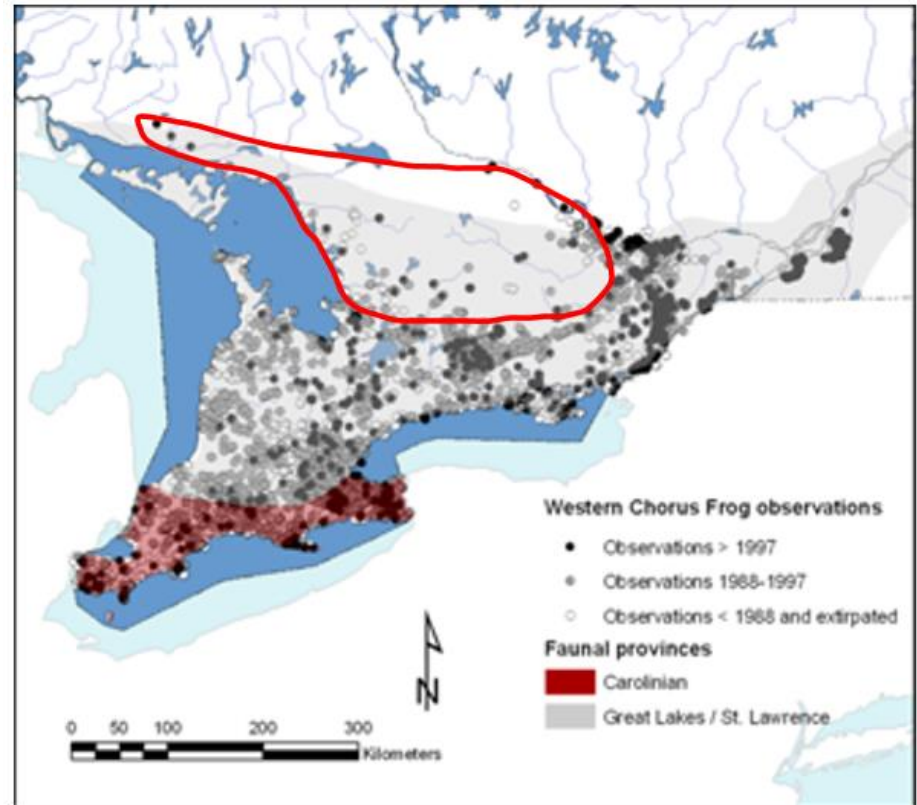 Western Chorus Frog observations
Observations > 1997
Observations 1988-1997
Observations < 1988 and extirpated
Faunal provinces
Carolinian
Great Lakes / St. Lawrence
N
0 50 100 200 300
Kilometers